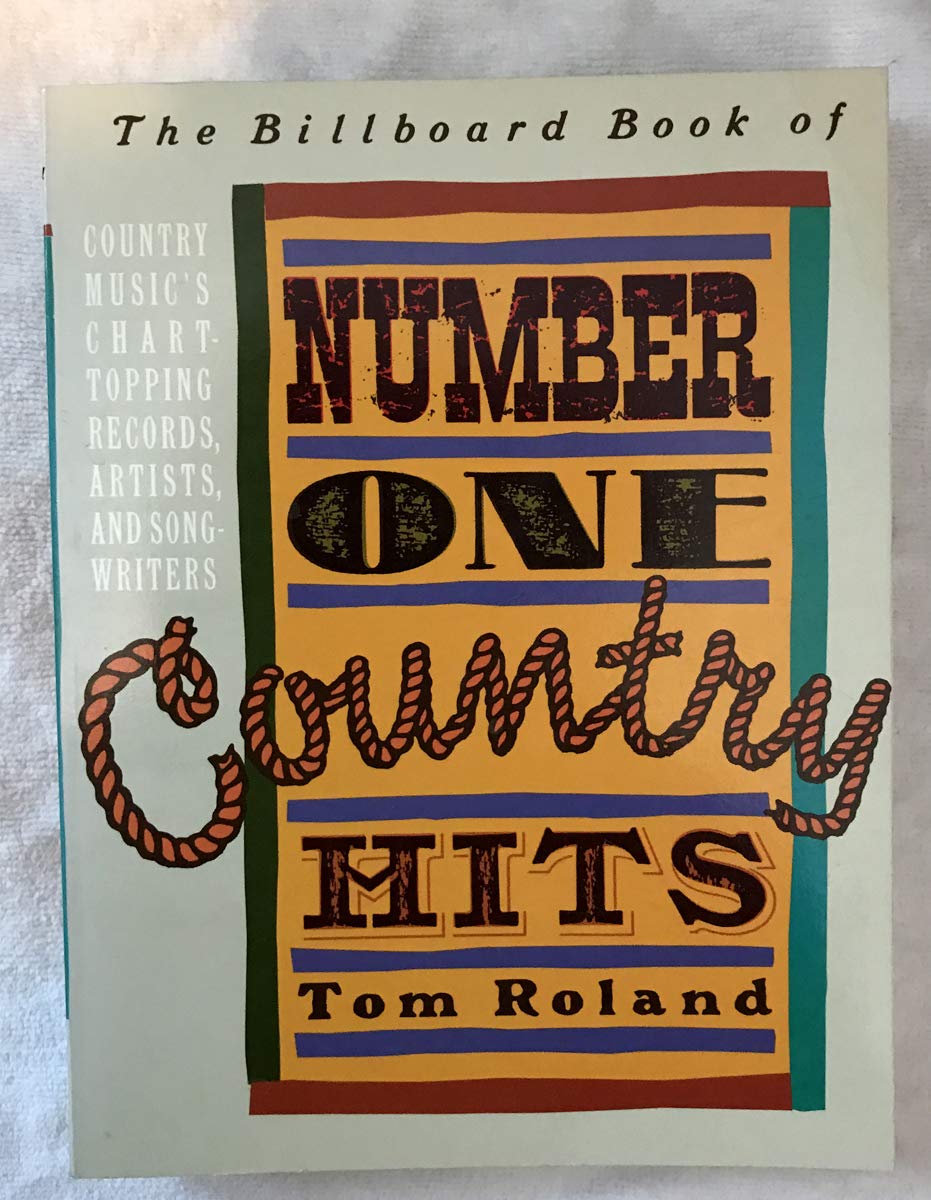 The Billboard Book of
COUNTRY
MUSIC'S
CHART-
TOPPING
RECORDS,
ARTISTS,
AND SONG-
WRITERS
NUMBER
ONE
Country
HITS
Tom Roland